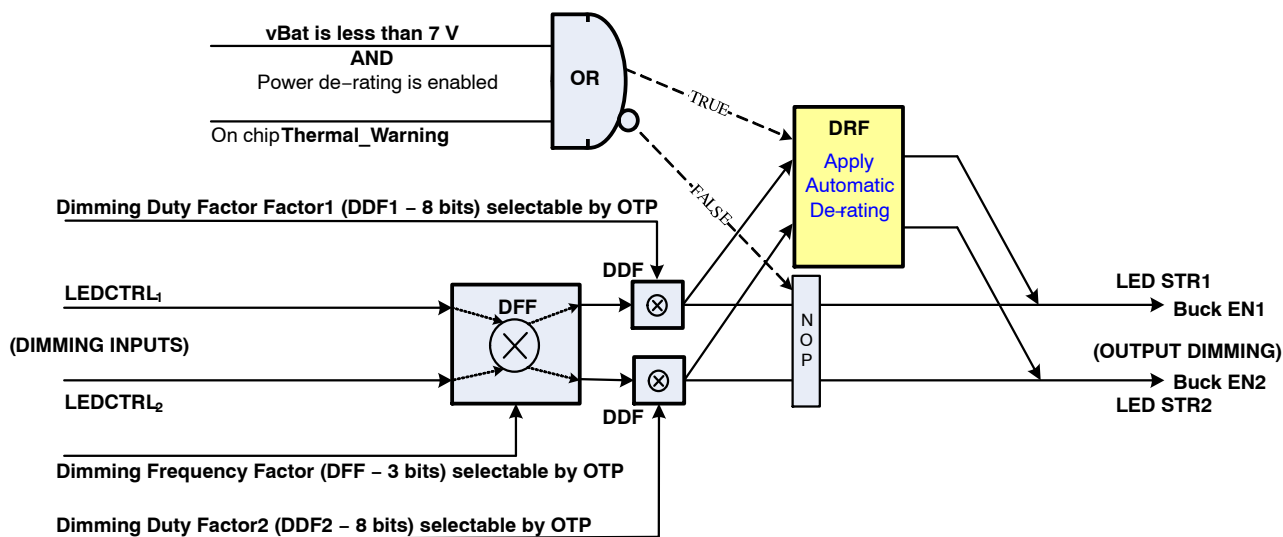 vBat is less than 7 V
AND
Power de−rating is enabled
OR
On chip Thermal_Warning
TRUE
FALSE
DRF
Apply
Automatic
De-rating
Dimming Duty Factor Factor1 (DDF1 − 8 bits) selectable by OTP
DDF
LEDCTRL1
DFF
NOP
LED STR1
Buck EN1
(DIMMING INPUTS)
(OUTPUT DIMMING)
Buck EN2
LED STR2
LEDCTRL2
DDF
Dimming Frequency Factor (DFF − 3 bits) selectable by OTP
Dimming Duty Factor2 (DDF2 − 8 bits) selectable by OTP